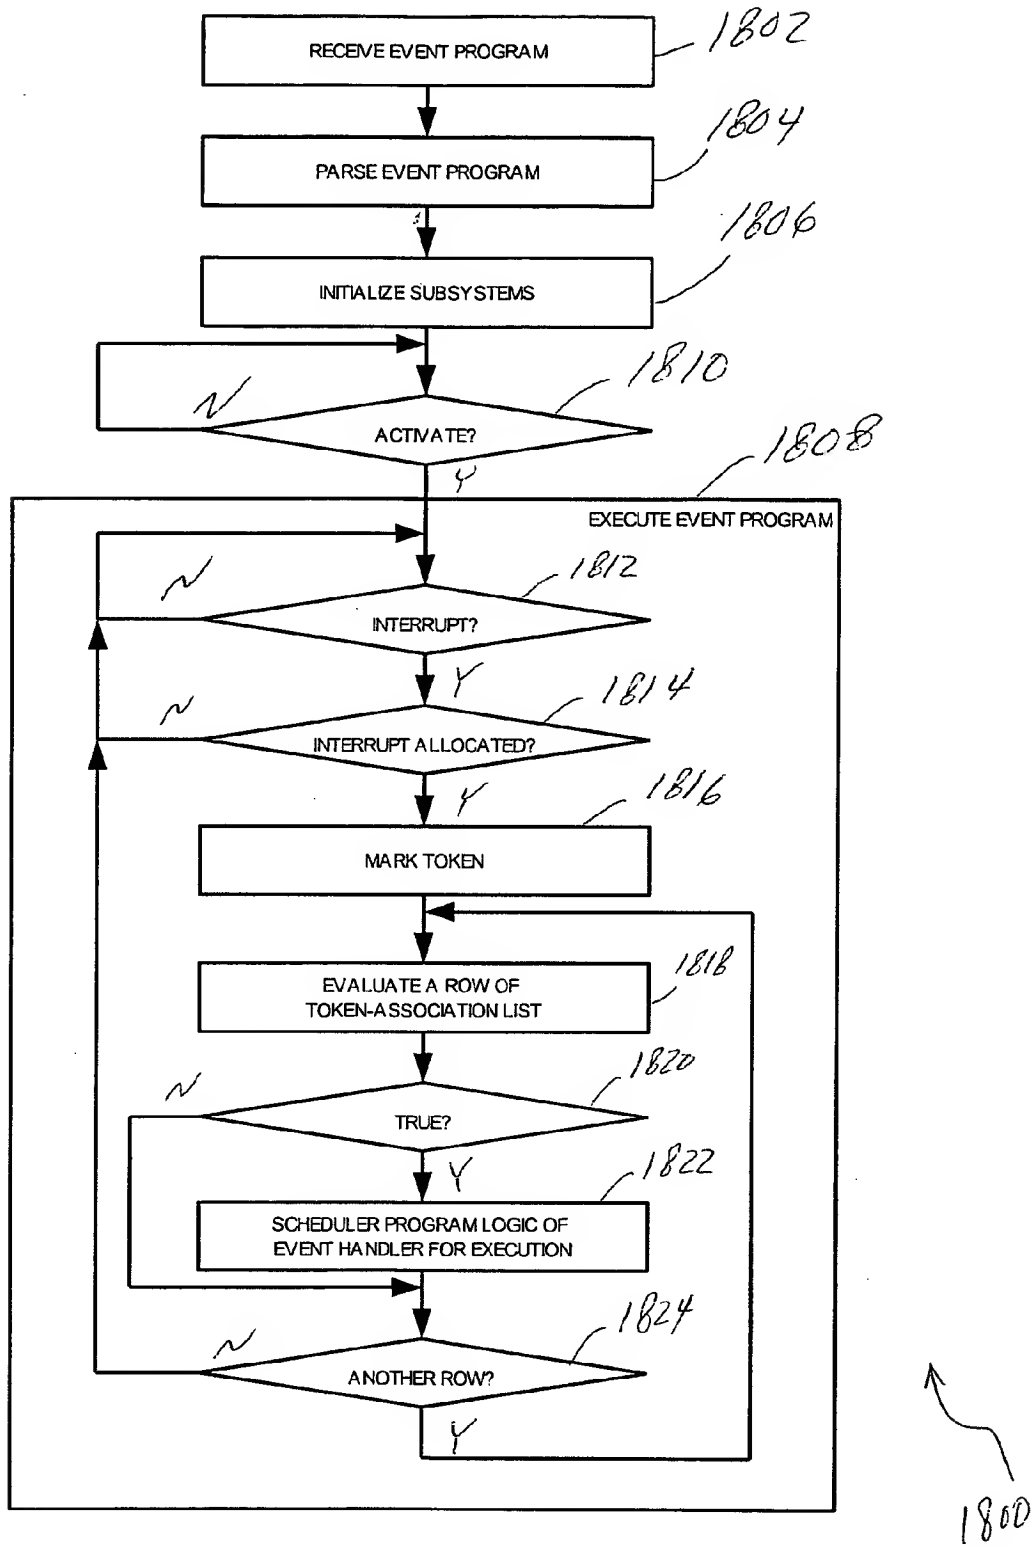 1802
RECEIVE EVENT PROGRAM
1804
PARSE EVENT PROGRAM
1806
INITIALIZE SUBSYSTEMS
1810
N
ACTIVATE?
1808
Y
EXECUTE EVENT PROGRAM
N
1812
INTERRUPT?
Y
1814
N
INTERRUPT ALLOCATED?
Y
1816
MARK TOKEN
1818
EVALUATE A ROW OF
TOKEN-ASSOCIATION LIST
1820
N
TRUE?
Y
1822
SCHEDULER PROGRAM LOGIC OF
EVENT HANDLER FOR EXECUTION
1824
N
ANOTHER ROW?
Y
1800